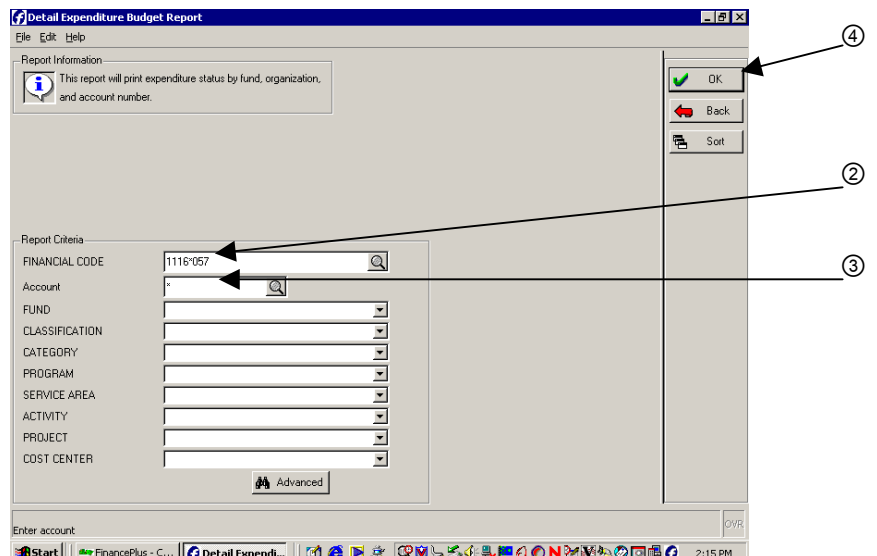 Detail Expenditure Budget Report
File Edit Help
④
Report Information
This report will print expenditure status by fund, organization,
and account number.
OK
Back
Sort
②
Report Criteria
FINANCIAL CODE 1116*057
③
Account *
FUND
CLASSIFICATION
CATEGORY
PROGRAM
SERVICE AREA
ACTIVITY
PROJECT
COST CENTER
Advanced
Enter account OVR
Start FinancePlus - C... Detail Expendi... 2:15 PM